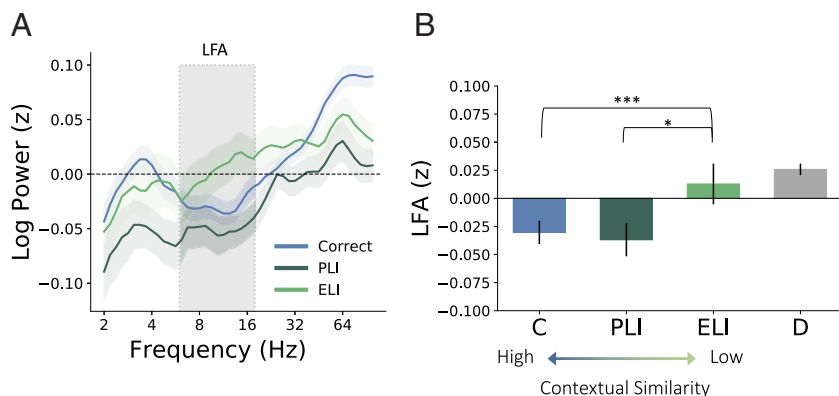 A
LFA
Log Power (z)
0.10
0.05
0.00
−0.05
−0.10
Correct
PLI
ELI
2 4 8 16 32 64
Frequency (Hz)
B
***
*
LFA (z)
0.100
0.075
0.050
0.025
0.000
−0.025
−0.050
−0.075
−0.100
C PLI ELI D
High Low
Contextual Similarity